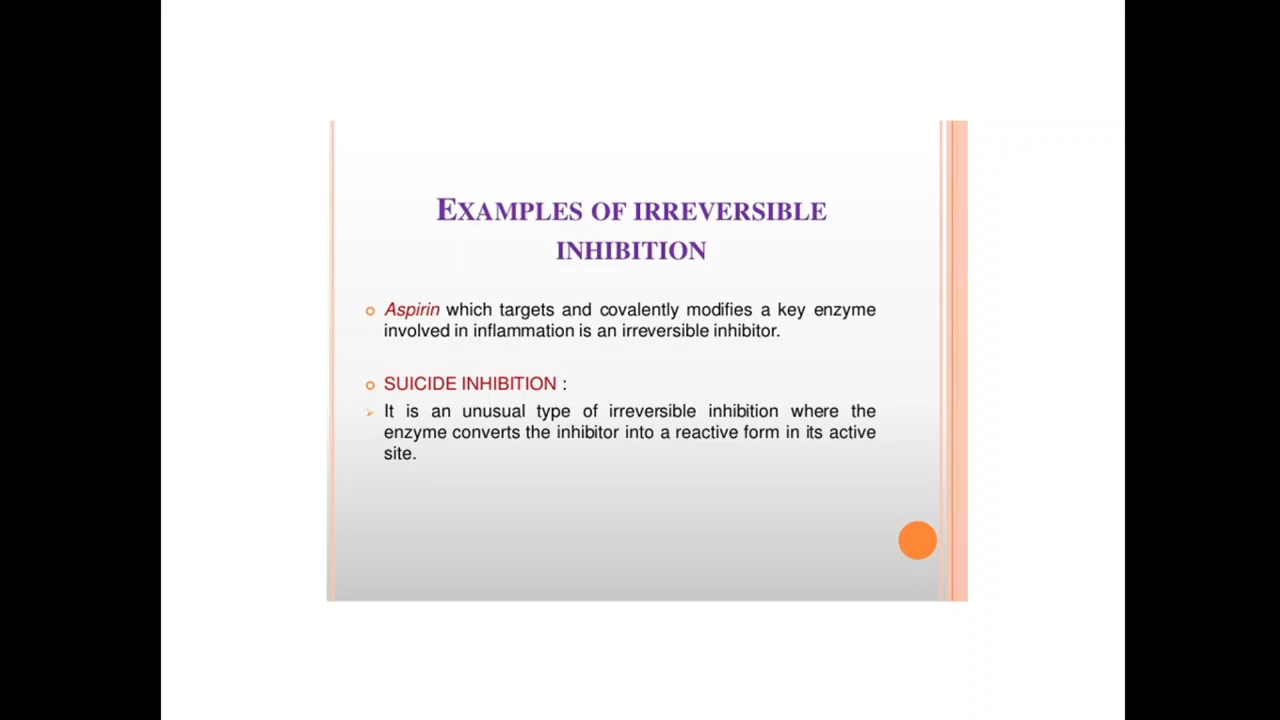 EXAMPLES OF IRREVERSIBLE
INHIBITION
Aspirin which targets and covalently modifies a key enzyme
involved in inflammation is an irreversible inhibitor.
SUICIDE INHIBITION :
It is an unusual type of irreversible inhibition where the
enzyme converts the inhibitor into a reactive form in its active
site.